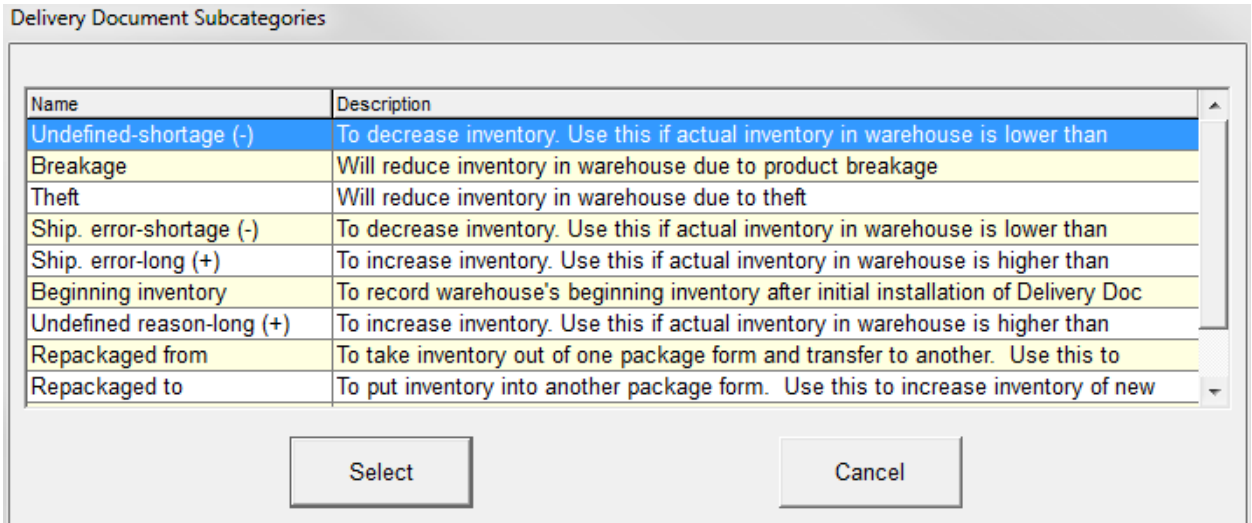 Delivery Document Subcategories
Name Description
Undefined-shortage (-) To decrease inventory. Use this if actual inventory in warehouse is lower than
Breakage Will reduce inventory in warehouse due to product breakage
Theft Will reduce inventory in warehouse due to theft
Ship. error-shortage (-) To decrease inventory. Use this if actual inventory in warehouse is lower than
Ship. error-long (+) To increase inventory. Use this if actual inventory in warehouse is higher than
Beginning inventory To record warehouse's beginning inventory after initial installation of Delivery Doc
Undefined reason-long (+) To increase inventory. Use this if actual inventory in warehouse is higher than
Repackaged from To take inventory out of one package form and transfer to another.  Use this to
Repackaged to To put inventory into another package form.  Use this to increase inventory of new
Select Cancel